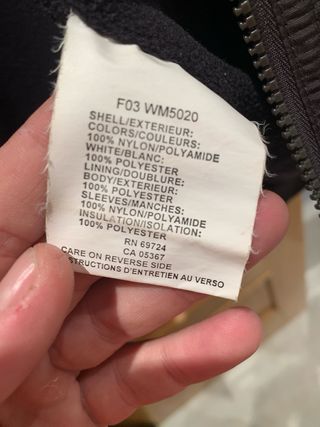 F03 WM5020
SHELL/EXTERIEUR:
COLORS/COULEURS:
100% NYLON/POLYAMIDE
WHITE/BLANC:
100% POLYESTER
LINING/DOUBLURE:
BODY/EXTERIEUR:
100% POLYESTER
SLEEVES/MANCHES:
100% NYLON/POLYAMIDE
INSULATION/ISOLATION:
100% POLYESTER
RN 69724
CA 05367
CARE ON REVERSE SIDE
INSTRUCTIONS D'ENTRETIEN AU VERSO